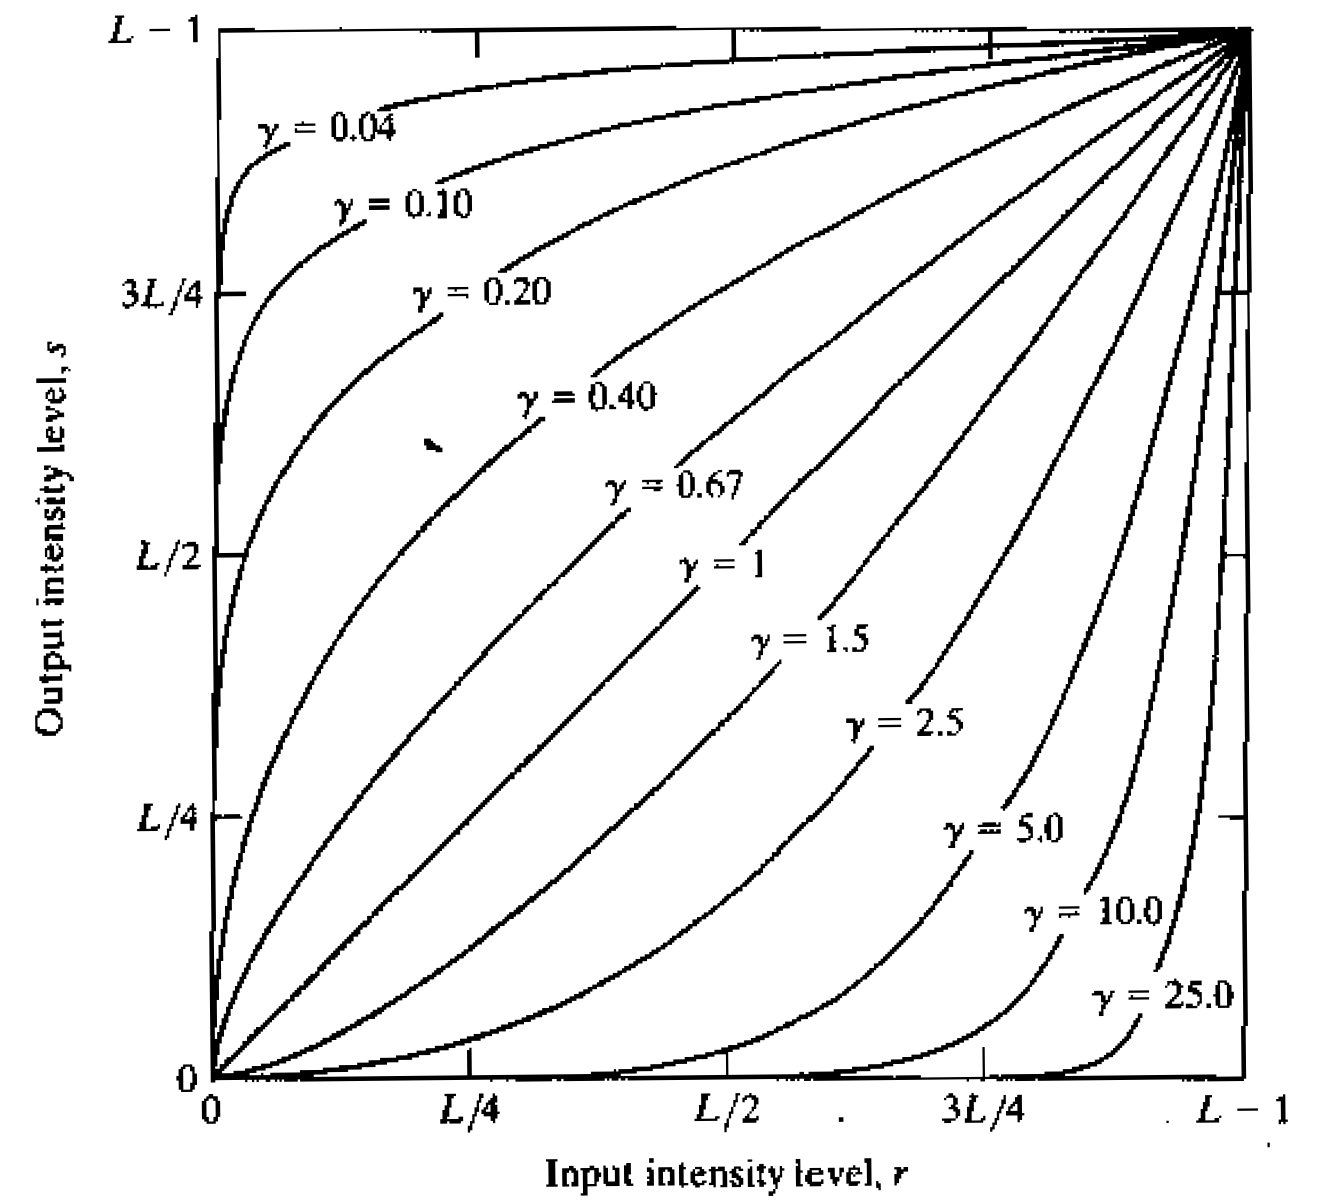 L − 1
γ = 0.04
γ = 0.10
3L/4
γ = 0.20
γ = 0.40
γ = 0.67
L/2
γ = 1
γ = 1.5
γ = 2.5
L/4
γ = 5.0
γ = 10.0
γ = 25.0
0
0
L/4
L/2
3L/4
L − 1
Output intensity level, s
Input intensity level, r